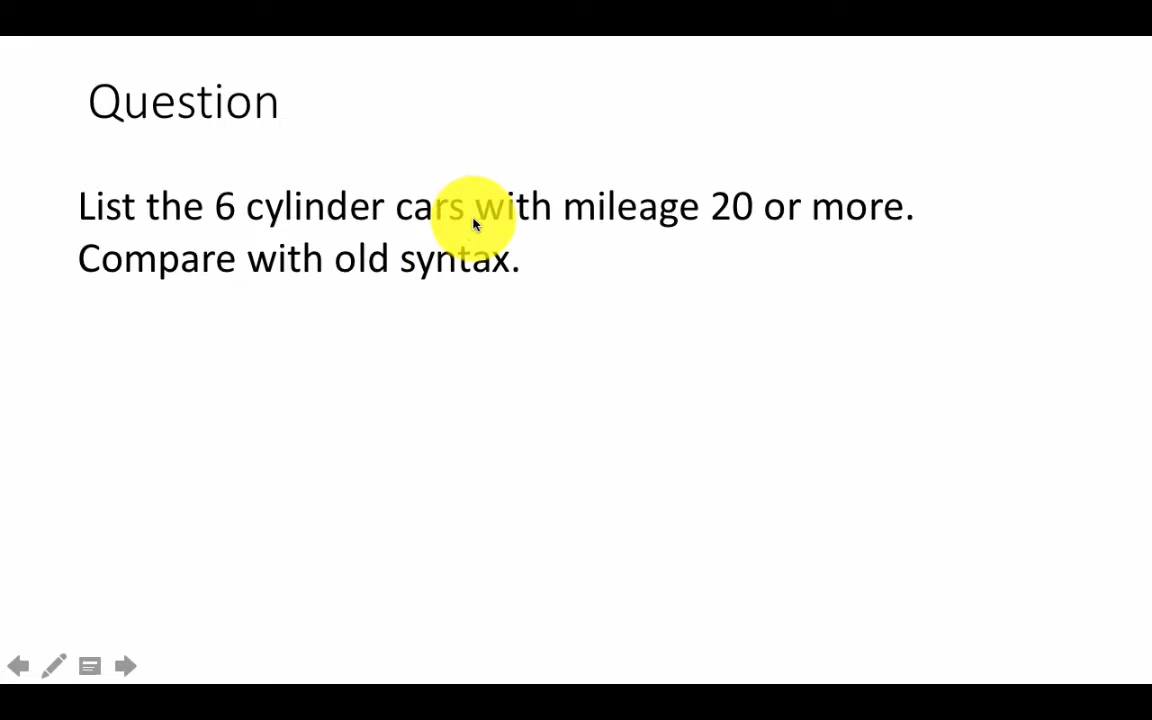 Question
List the 6 cylinder cars with mileage 20 or more.
Compare with old syntax.